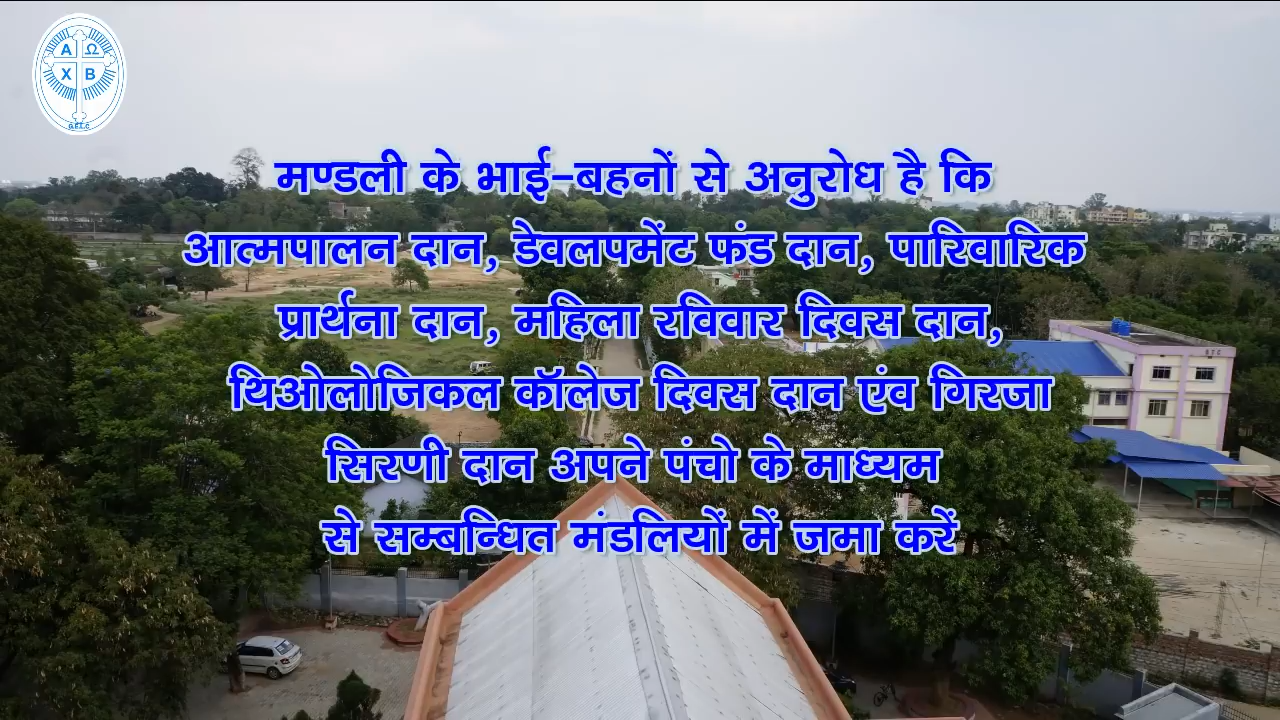 Α Ω
Χ Β
G.E.L.C
मण्डली के भाई-बहनों से अनुरोध है कि
आत्मपालन दान, डेवलपमेंट फंड दान, पारिवारिक
प्रार्थना दान, महिला रविवार दिवस दान,
थिओलोजिकल कॉलेज दिवस दान एंव गिरजा
सिरणी दान अपने पंचो के माध्यम
से सम्बन्धित मंडलियों में जमा करें